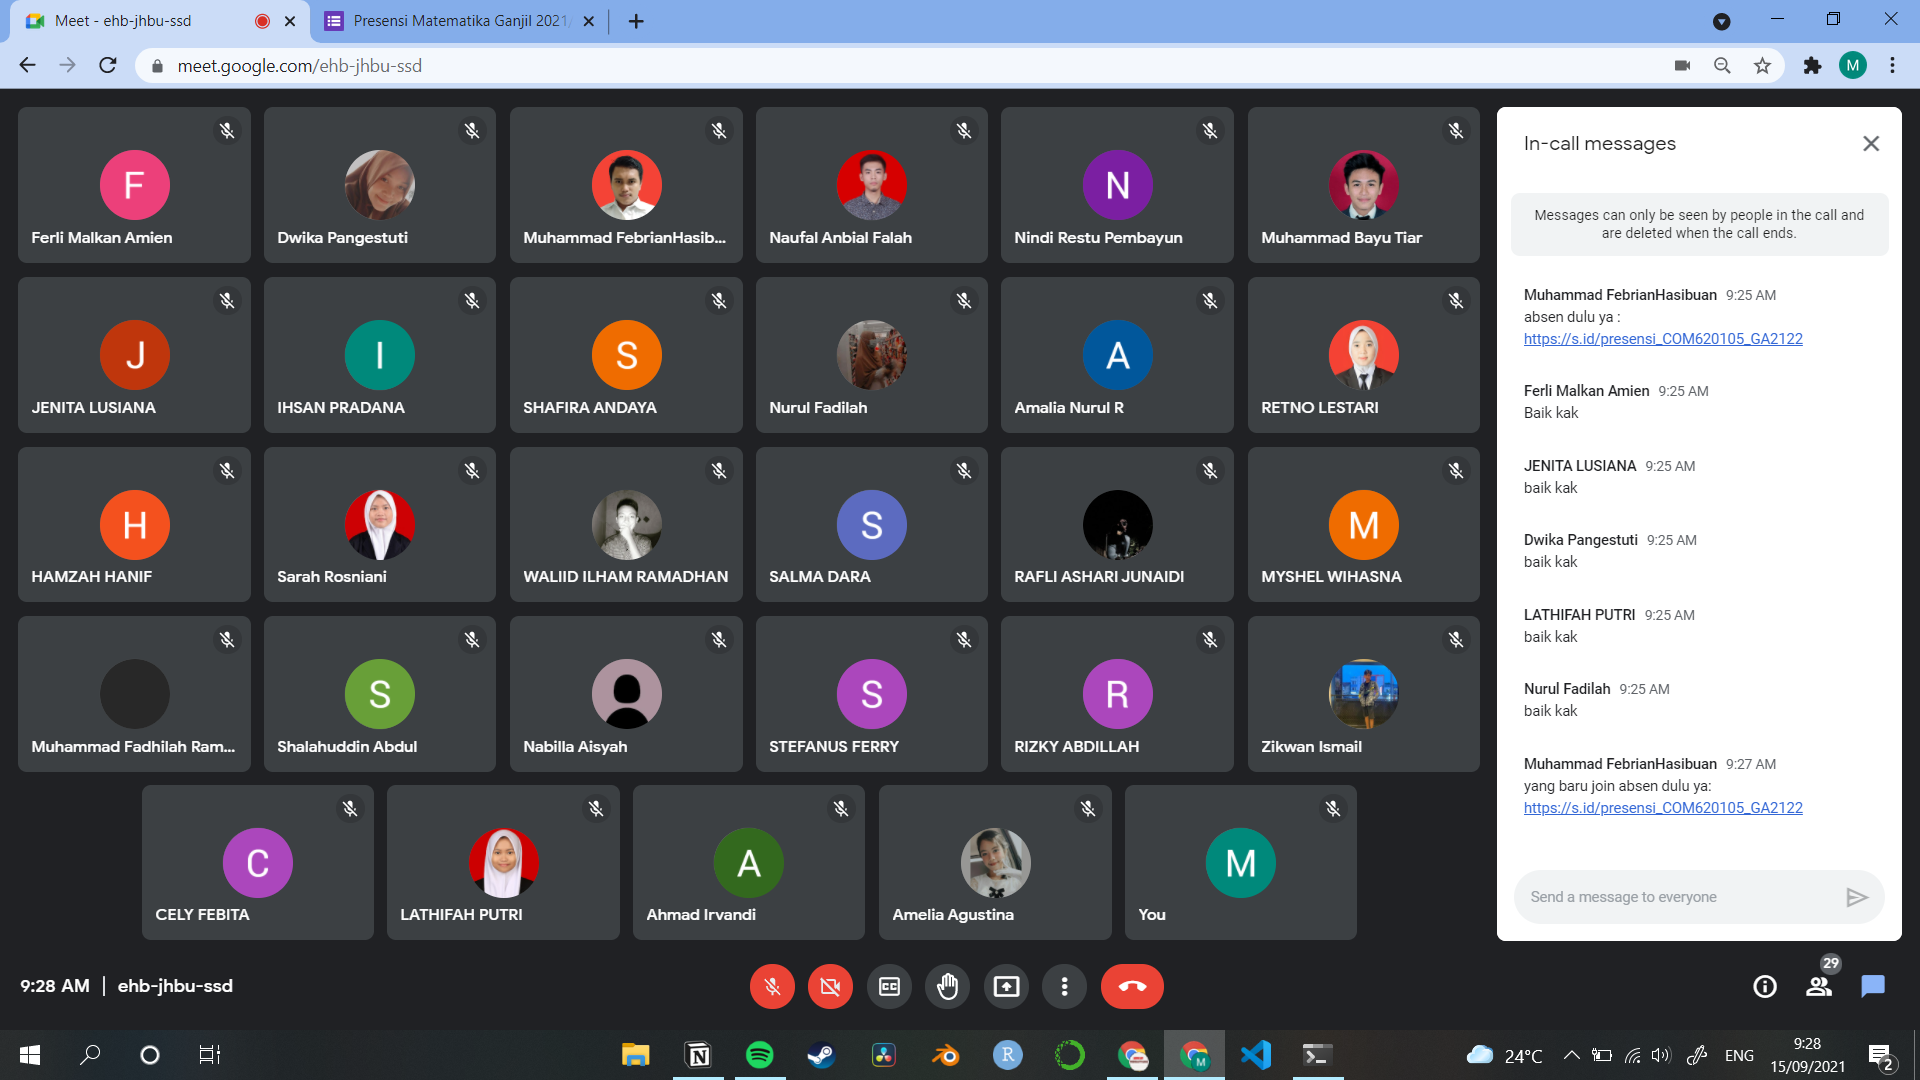 Meet - ehb-jhbu-ssd
Presensi Matematika Ganjil 2021/
meet.google.com/ehb-jhbu-ssd
M
F
Ferli Malkan Amien
Dwika Pangestuti
Muhammad FebrianHasib...
Naufal Anbial Falah
N
Nindi Restu Pembayun
Muhammad Bayu Tiar
J
JENITA LUSIANA
I
IHSAN PRADANA
S
SHAFIRA ANDAYA
Nurul Fadilah
A
Amalia Nurul R
RETNO LESTARI
H
HAMZAH HANIF
Sarah Rosniani
WALIID ILHAM RAMADHAN
S
SALMA DARA
RAFLI ASHARI JUNAIDI
M
MYSHEL WIHASNA
Muhammad Fadhilah Ram...
S
Shalahuddin Abdul
Nabilla Aisyah
S
STEFANUS FERRY
R
RIZKY ABDILLAH
Zikwan Ismail
C
CELY FEBITA
LATHIFAH PUTRI
A
Ahmad Irvandi
Amelia Agustina
M
You
In-call messages
Messages can only be seen by people in the call and
are deleted when the call ends.
Muhammad FebrianHasibuan 9:25 AM
absen dulu ya :
https://s.id/presensi_COM620105_GA2122
Ferli Malkan Amien 9:25 AM
Baik kak
JENITA LUSIANA 9:25 AM
baik kak
Dwika Pangestuti 9:25 AM
baik kak
LATHIFAH PUTRI 9:25 AM
baik kak
Nurul Fadilah 9:25 AM
baik kak
Muhammad FebrianHasibuan 9:27 AM
yang baru join absen dulu ya:
https://s.id/presensi_COM620105_GA2122
Send a message to everyone
9:28 AM | ehb-jhbu-ssd
CC
29
N
R
M
24°C
ENG
9:28
15/09/2021
2